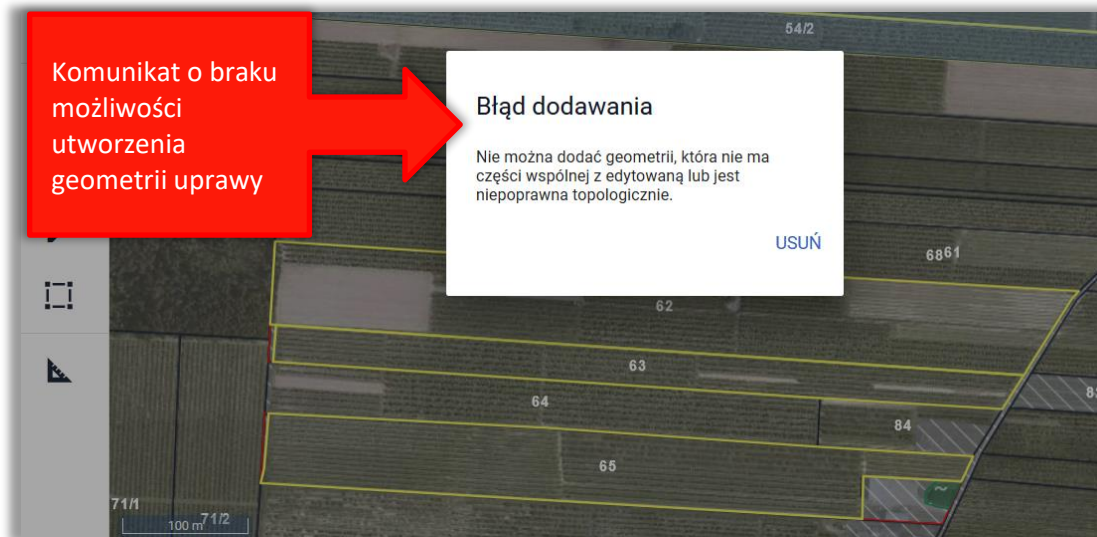 54/2
Komunikat o braku
możliwości
utworzenia
geometrii uprawy
Błąd dodawania
Nie można dodać geometrii, która nie ma
części wspólnej z edytowaną lub jest
niepoprawna topologicznie.
USUŃ
6861
62
63
64
84
65
71/1
71/2
100 m